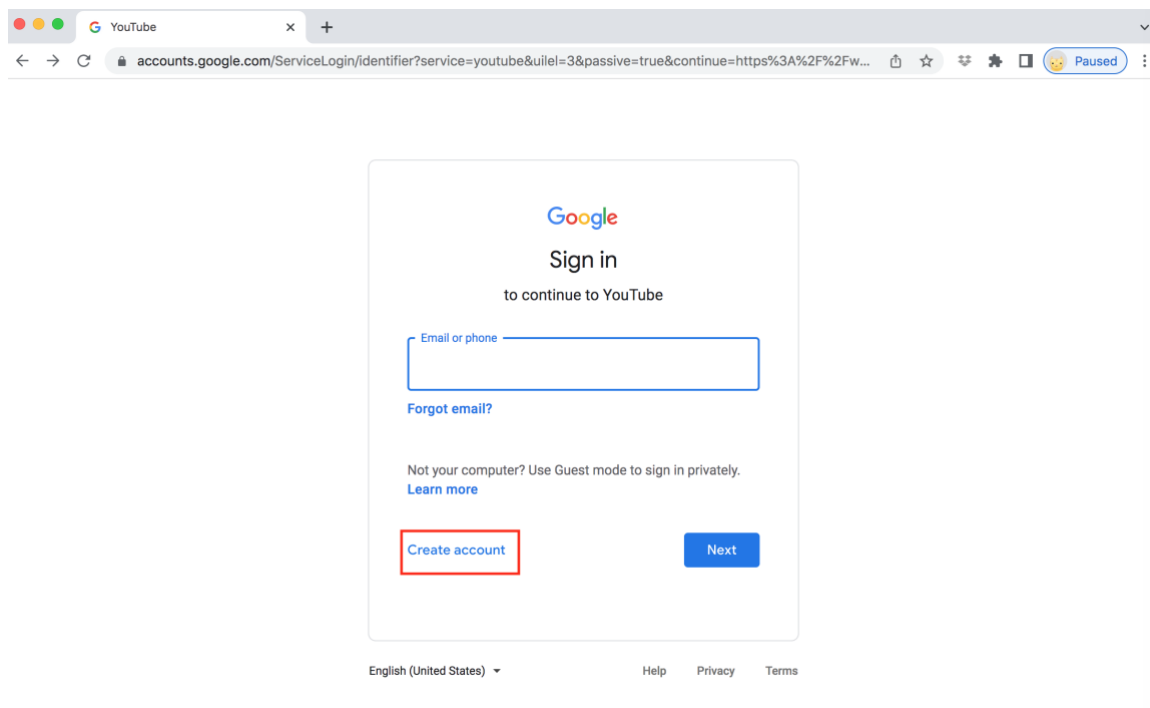 YouTube
accounts.google.com/ServiceLogin/identifier?service=youtube&uilel=3&passive=true&continue=https%3A%2F%2Fw...
Paused
Google
Sign in
to continue to YouTube
Email or phone
Forgot email?
Not your computer? Use Guest mode to sign in privately.
Learn more
Create account
Next
English (United States)
Help
Privacy
Terms